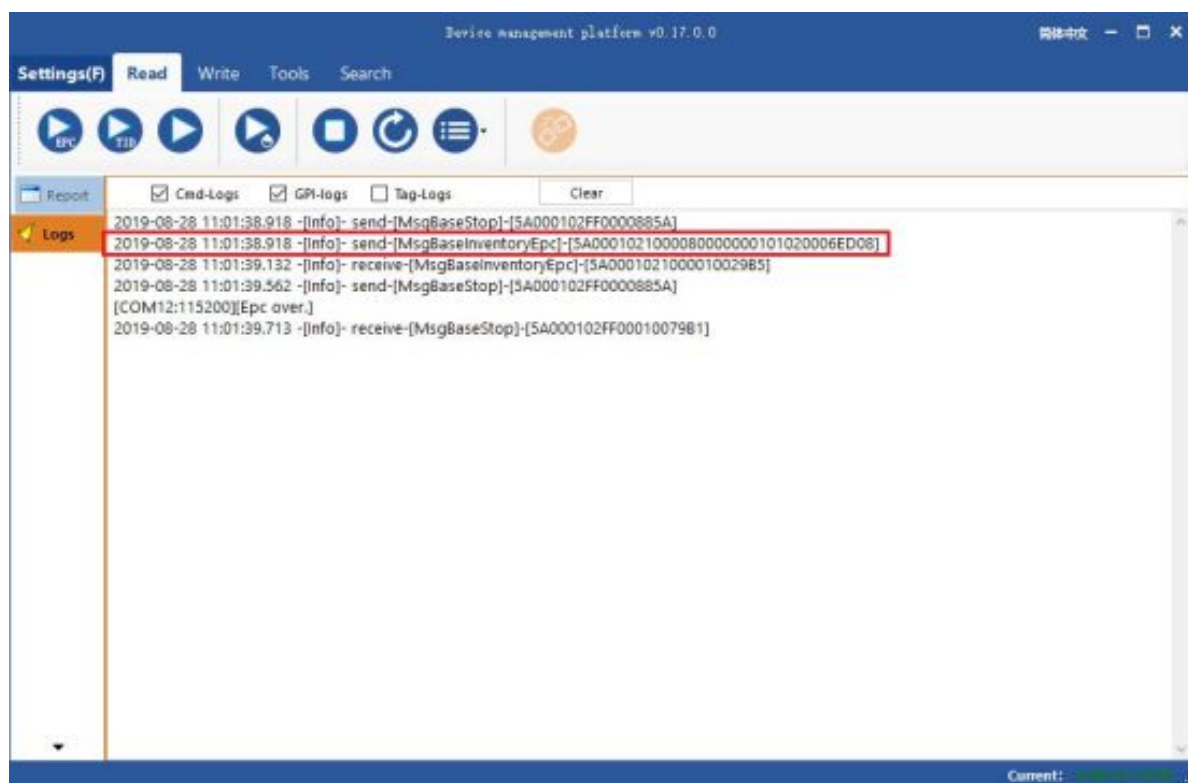 Device management platform v0.17.0.0
简体中文
Settings(F) Read Write Tools Search
EPC TID
Report
Cmd-Logs GPI-logs Tag-Logs Clear
Logs
2019-08-28 11:01:38.918 -[Info]- send-[MsgBaseStop]-[5A000102FF0000885A]
2019-08-28 11:01:38.918 -[Info]- send-[MsgBaseInventoryEpc]-[5A00010210000800000000101020006ED08]
2019-08-28 11:01:39.132 -[Info]- receive-[MsgBaseInventoryEpc]-[5A0001021000010029B5]
2019-08-28 11:01:39.562 -[Info]- send-[MsgBaseStop]-[5A000102FF0000885A]
[COM12:115200][Epc over.]
2019-08-28 11:01:39.713 -[Info]- receive-[MsgBaseStop]-[5A000102FF0001007981]
Current: